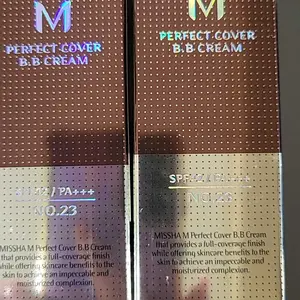 M
PERFECT COVER
B.B CREAM
/ PA+++
NO.23
MISSHA M Perfect Cover B.B Cream
that provides a full-coverage finish
while offering skincare benefits to the
skin to achieve an impeccable and
moisturized complexion.
M
PERFECT COVER
B.B CREAM
MISSHA M Perfect Cover B.B Cream
that provides a full-coverage finish
while offering skincare benefits to the
skin to achieve an impeccable and
moisturized complexion.